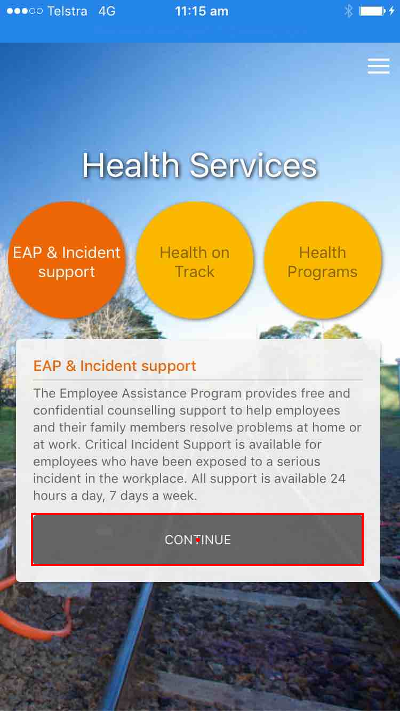 Telstra 4G 11:15 am
Health Services
EAP & Incident
support
Health on
Track
Health
Programs
EAP & Incident support
The Employee Assistance Program provides free and
confidential counselling support to help employees
and their family members resolve problems at home or
at work. Critical Incident Support is available for
employees who have been exposed to a serious
incident in the workplace. All support is available 24
hours a day, 7 days a week.
CONTINUE